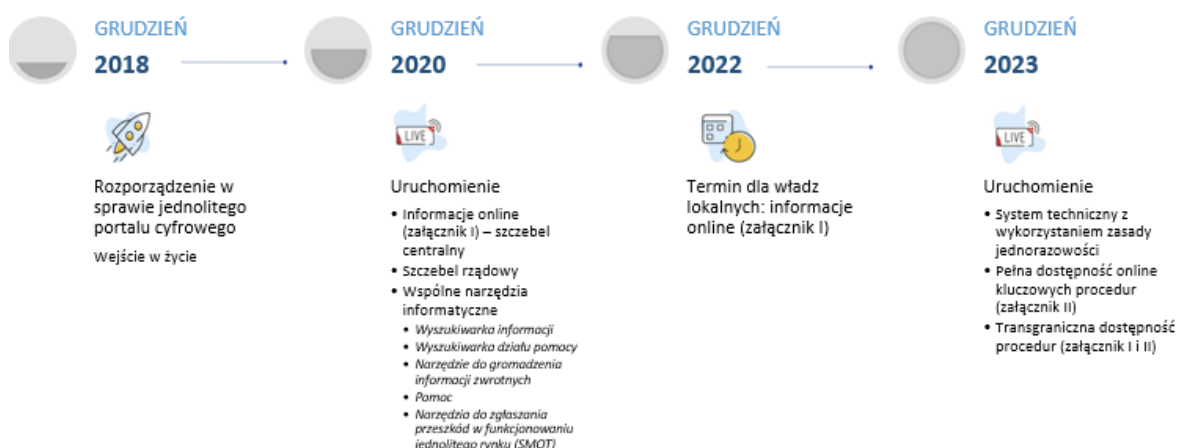 GRUDZIEŃ
2018
Rozporządzenie w
sprawie jednolitego
portalu cyfrowego
Wejście w życie
GRUDZIEŃ
2020
LIVE
Uruchomienie
• Informacje online
(załącznik I) – szczebel
centralny
• Szczebel rządowy
• Wspólne narzędzia
informatyczne
• Wyszukiwarka informacji
• Wyszukiwarka działu pomocy
• Narzędzie do gromadzenia
informacji zwrotnych
• Pomoc
• Narzędzia do zgłaszania
przeszkód w funkcjonowaniu
jednolitego rynku (SMOT)
GRUDZIEŃ
2022
Termin dla władz
lokalnych: informacje
online (załącznik I)
GRUDZIEŃ
2023
LIVE
Uruchomienie
• System techniczny z
wykorzystaniem zasady
jednorazowości
• Pełna dostępność online
kluczowych procedur
(załącznik II)
• Transgraniczna dostępność
procedur (załącznik I i II)